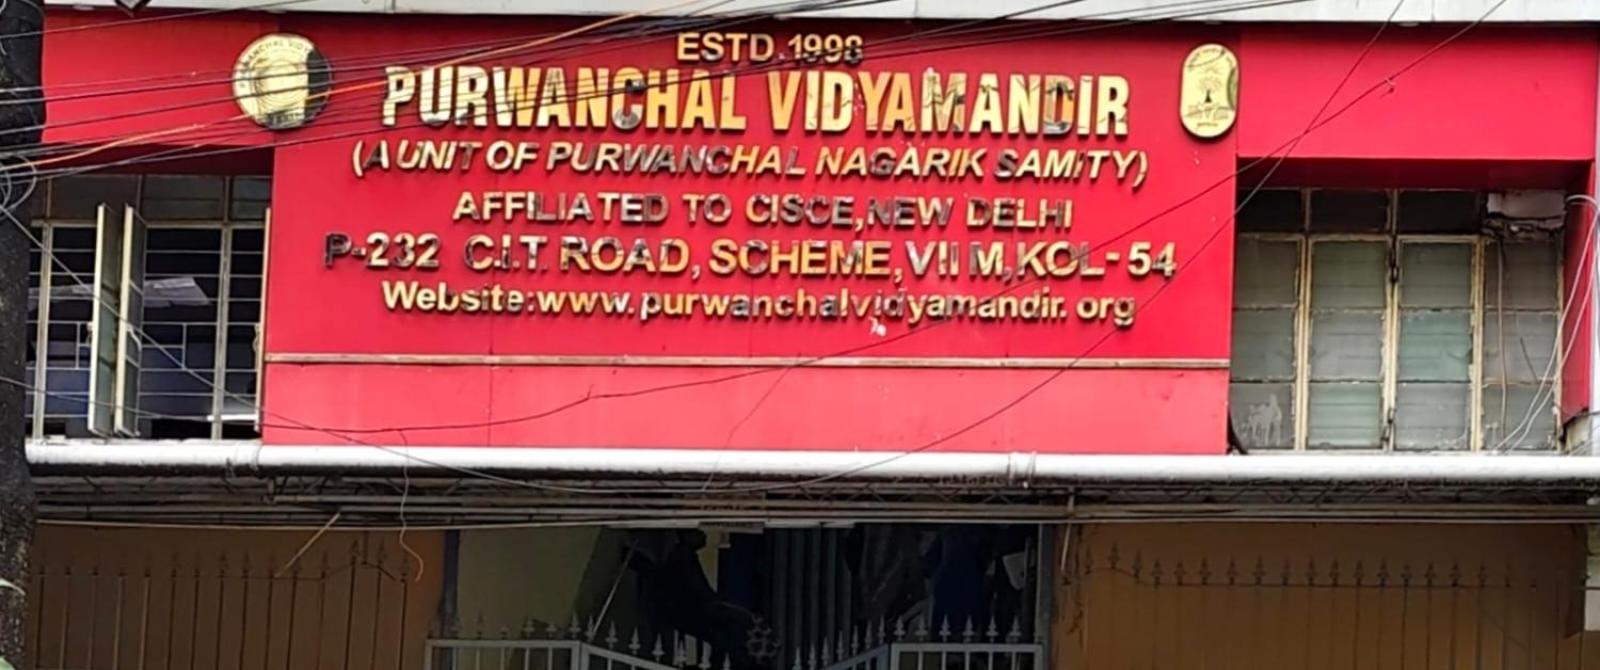 ESTD.1998
PURWANCHAL VIDYAMANDiR
(A UNIT OF PURWANCHAL NAGARIK SAMITY)
AFFILIATED TO CISCE,NEW DELHI
P-232 C.I.T. ROAD, SCHEME, VII M, KOL-54
Website:www.purwanchalvidyamandir.org